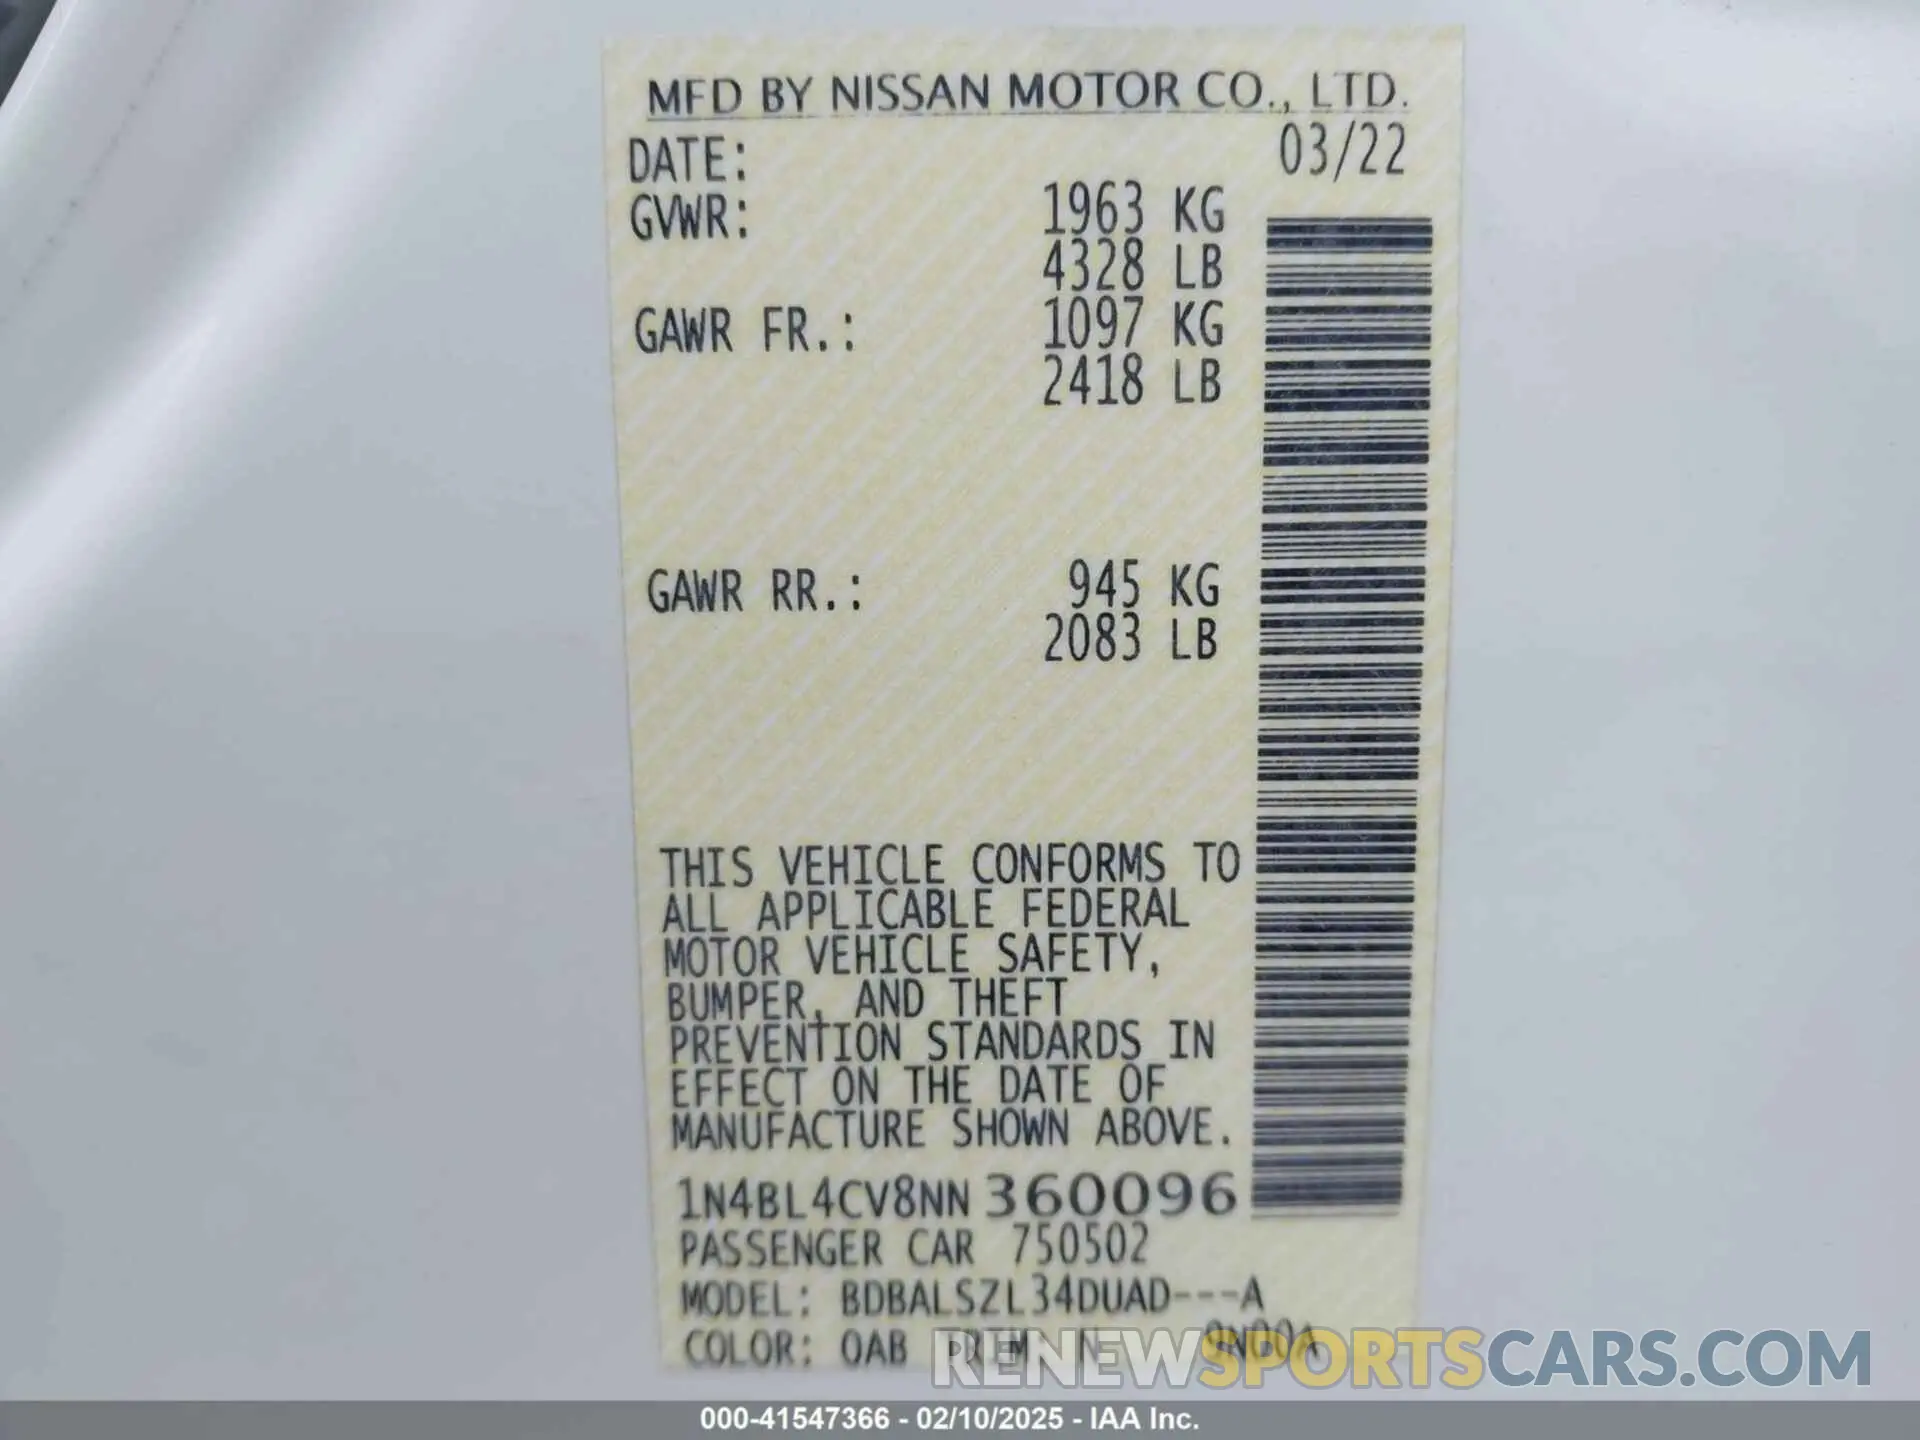 MFD BY NISSAN MOTOR CO., LTD.
DATE: 03/22
GVWR: 1963 KG
4328 LB
GAWR FR.: 1097 KG
2418 LB
GAWR RR.: 945 KG
2083 LB
THIS VEHICLE CONFORMS TO
ALL APPLICABLE FEDERAL
MOTOR VEHICLE SAFETY,
BUMPER, AND THEFT
PREVENTION STANDARDS IN
EFFECT ON THE DATE OF
MANUFACTURE SHOWN ABOVE.
1N4BL4CV8NN360096
PASSENGER CAR 750502
MODEL: BDBALSZL34DUAD---A
COLOR: QAB TRIM N
RENEWSPORTSCARS.COM
000-41547366 - 02/10/2025 - IAA Inc.